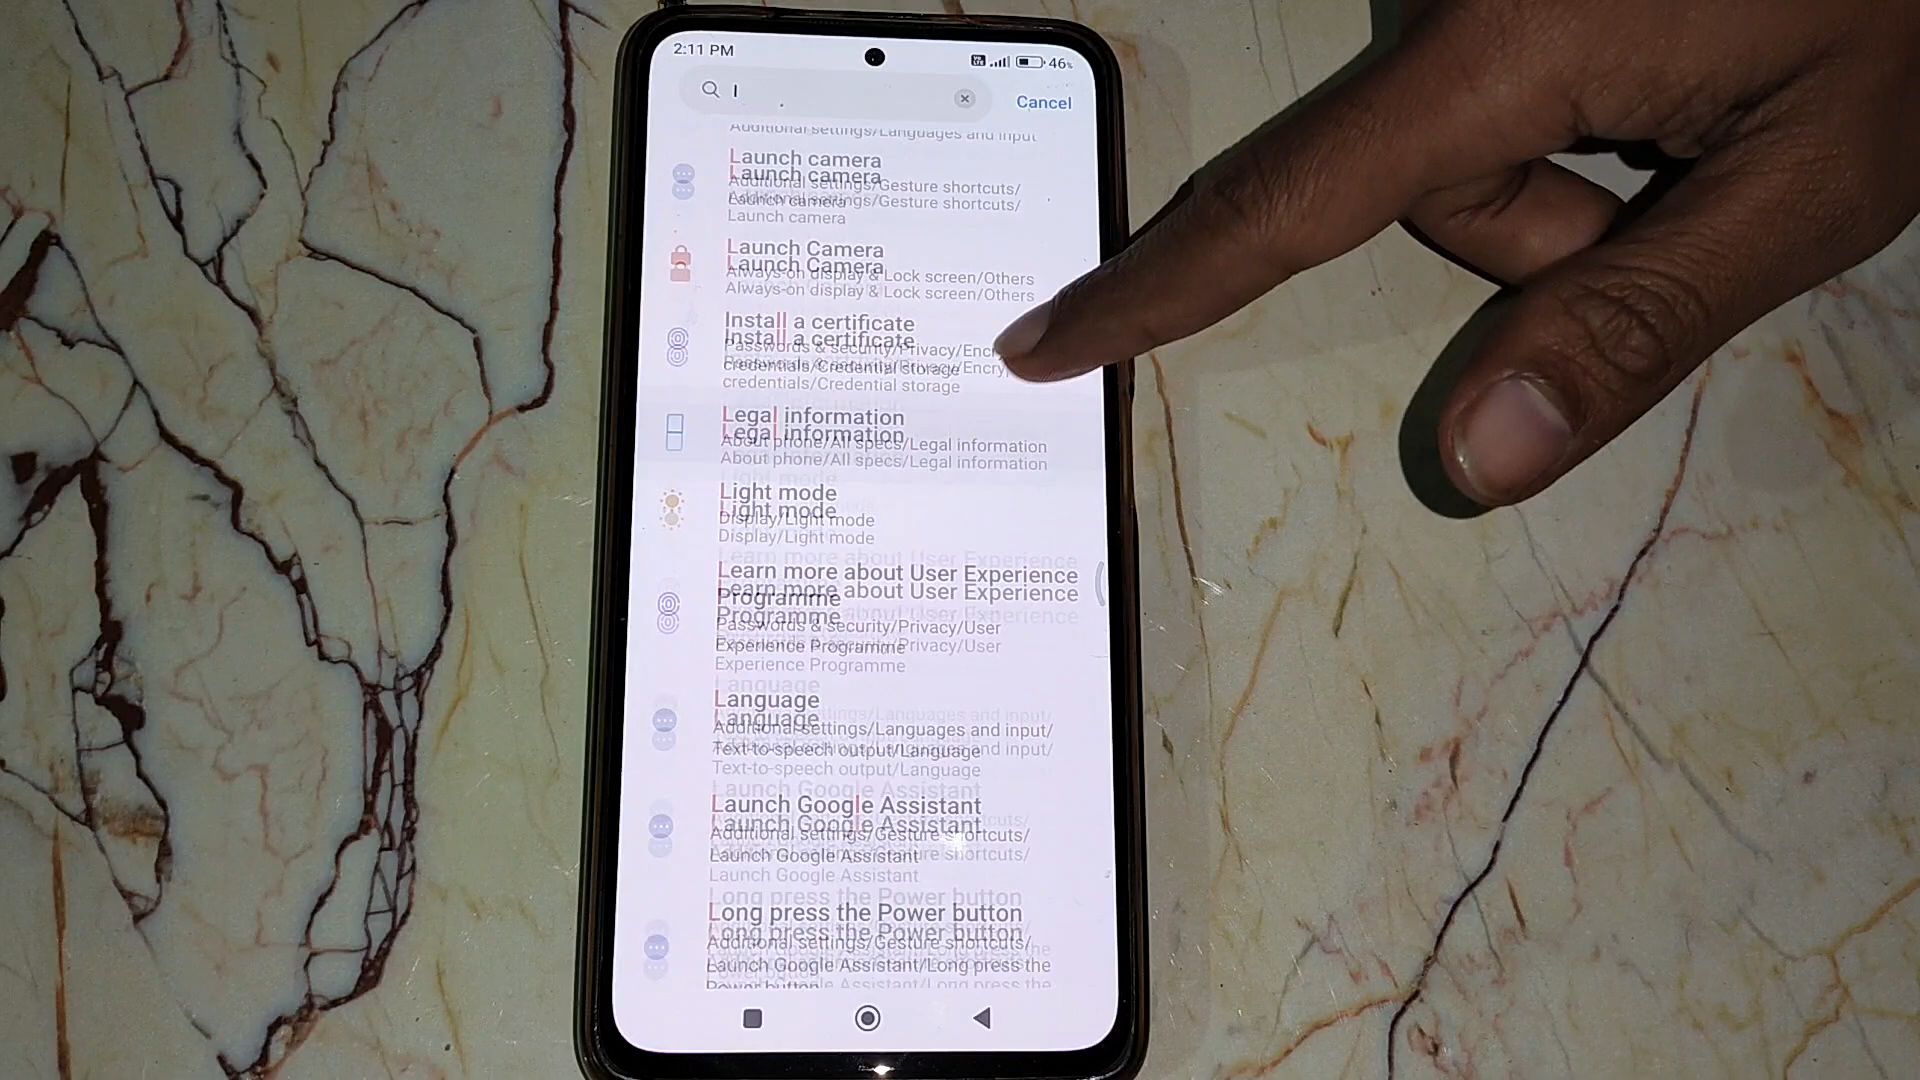 2:11 PM
46%
l
Cancel
Additional settings/Languages and input
Launch camera
Additional settings/Gesture shortcuts/
Launch camera
Launch Camera
Always-on display & Lock screen/Others
Install a certificate
Passwords & security/Privacy/Encry
credentials/Credential storage
Legal information
About phone/All specs/Legal information
Light mode
Display/Light mode
Learn more about User Experience
Programme
Passwords & security/Privacy/User
Experience Programme
Language
Additional settings/Languages and input/
Text-to-speech output/Language
Launch Google Assistant
Additional settings/Gesture shortcuts/
Launch Google Assistant
Long press the Power button
Additional settings/Gesture shortcuts/
Launch Google Assistant/Long press the
Power button